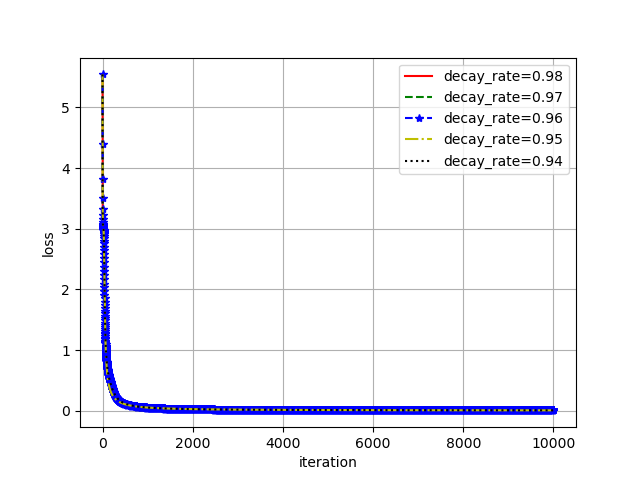 decay_rate=0.98
decay_rate=0.97
decay_rate=0.96
decay_rate=0.95
decay_rate=0.94
5
4
3
2
1
0
loss
0 2000 4000 6000 8000 10000
iteration